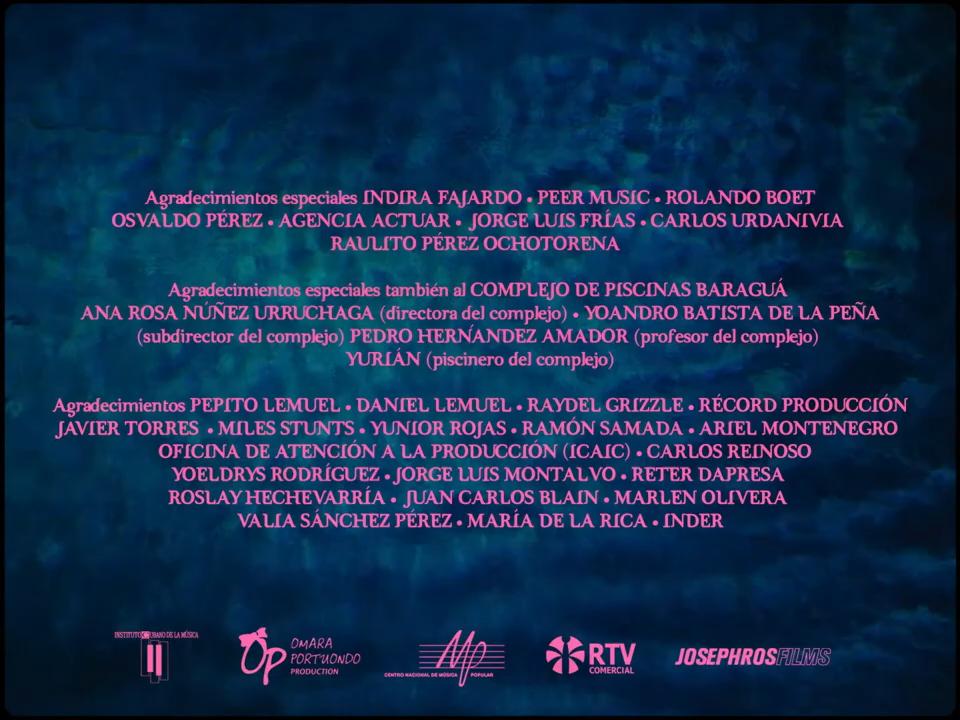 Agradecimientos especiales INDIRA FAJARDO • PEER MUSIC • ROLANDO BOET
OSVALDO PÉREZ • AGENCIA ACTUAR • JORGE LUIS FRÍAS • CARLOS URDANIVIA
RAULITO PÉREZ OCHOTORENA
Agradecimientos especiales también al COMPLEJO DE PISCINAS BARAGUÁ
ANA ROSA NÚÑEZ URRUCHAGA (directora del complejo) • YOANDRO BATISTA DE LA PEÑA
(subdirector del complejo) PEDRO HERNANDEZ AMADOR (profesor del complejo)
YURIÁN (piscinero del complejo)
Agradecimientos PEPITO LEMUEL • DANIEL LEMUEL • RAYDEL GRIZZLE • RÉCORD PRODUCCIÓN
JAVIER TORRES • MILES STUNTS • YUNIOR ROJAS • RAMÓN SAMADA • ARIEL MONTENEGRO
OFICINA DE ATENCIÓN A LA PRODUCCIÓN (ICAIC) • CARLOS REINOSO
YOELDRYS RODRÍGUEZ • JORGE LUIS MONTALVO • RETER DAPRESA
ROSLAY HECHEVARRÍA • JUAN CARLOS BLAIN • MARLEN OLIVERA
VALIA SÁNCHEZ PÉREZ • MARÍA DE LA RICA • INDER
INSTITUTO CUBANO DE LA MÚSICA
Op OMARA PORTUONDO PRODUCTION
Mp CENTRO NACIONAL DE MÚSICA POPULAR
RTV COMERCIAL
JOSEPHROSFILMS